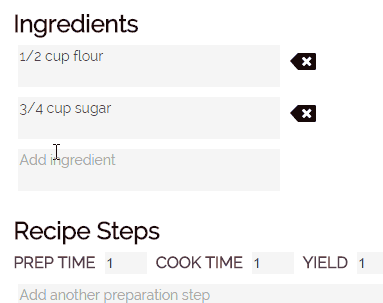 Ingredients
1/2 cup flour
3/4 cup sugar
Add ingredient
Recipe Steps
PREP TIME 1 COOK TIME 1 YIELD 1
Add another preparation step